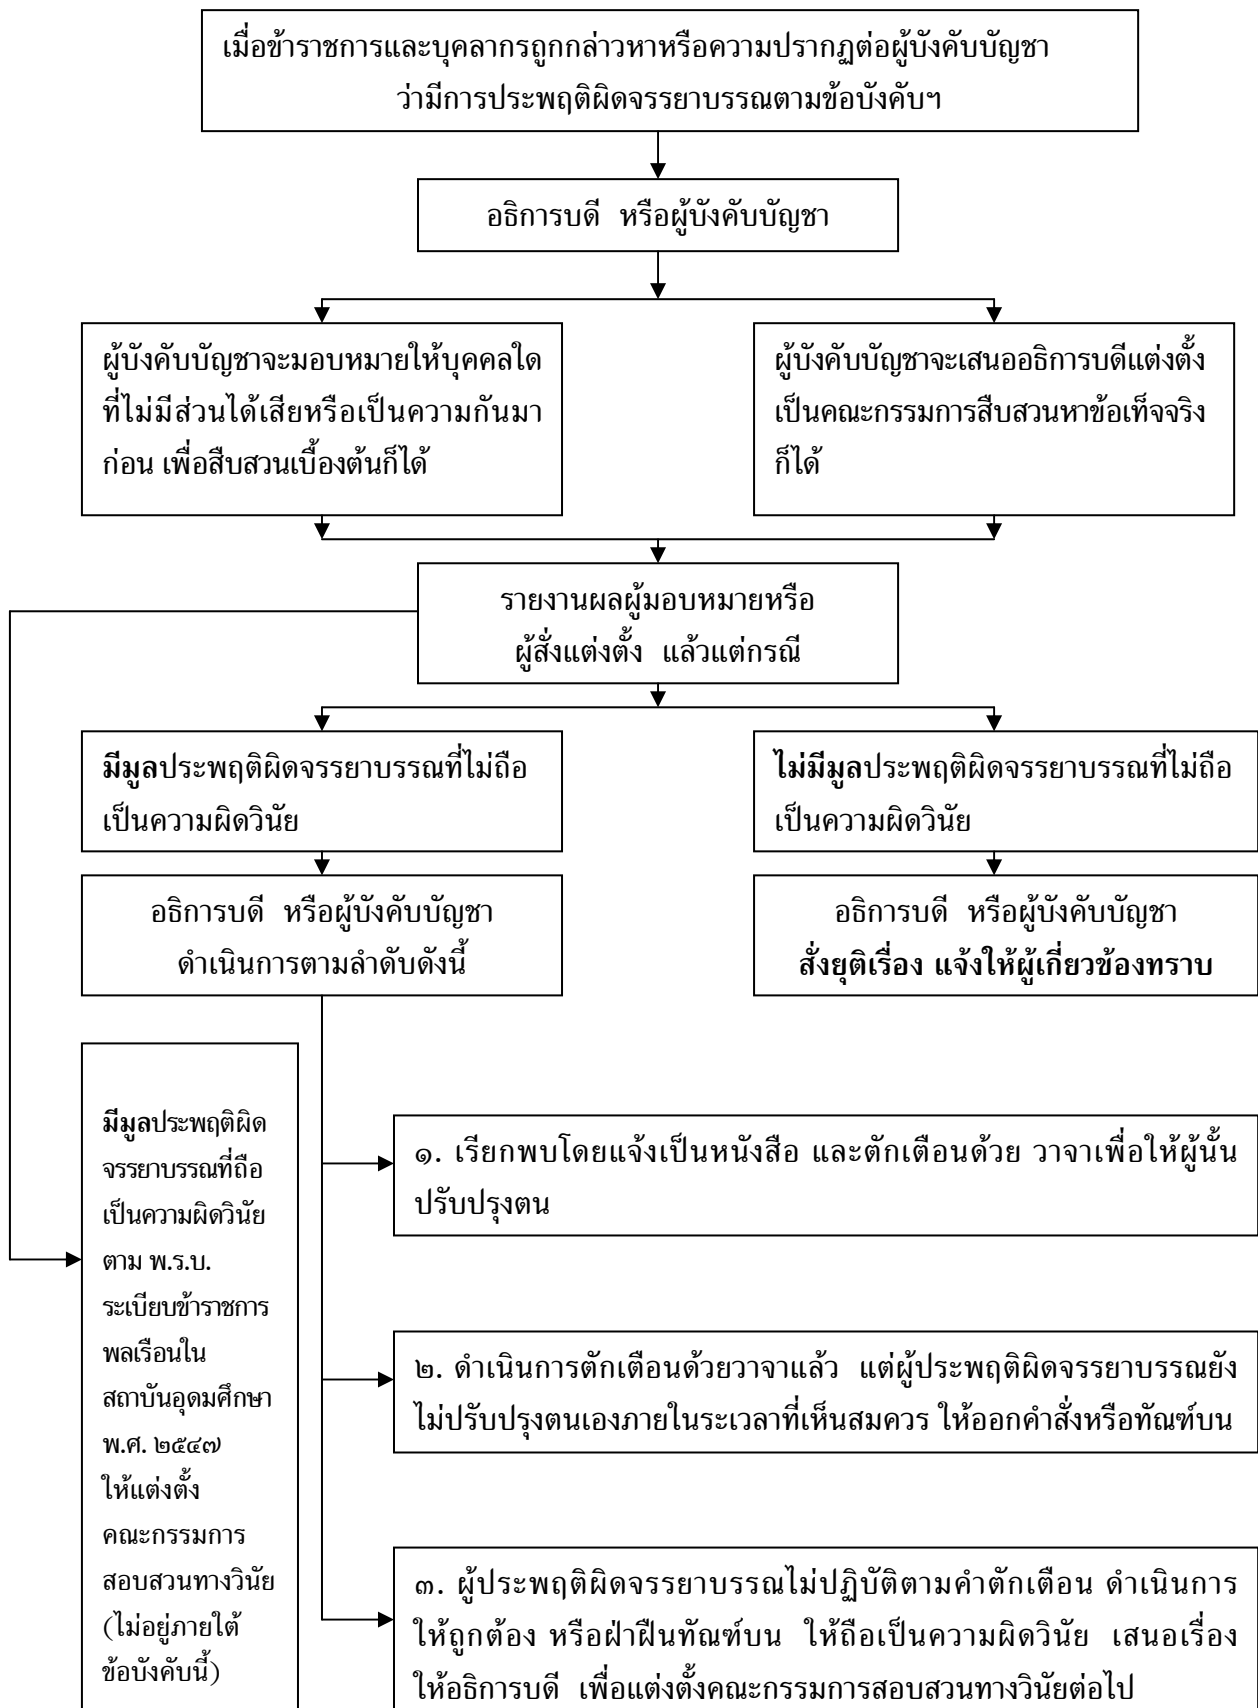 เมื่อข้าราชการและบุคลากรถูกกล่าวหาหรือความปรากฏต่อผู้บังคับบัญชา
ว่ามีการประพฤติผิดจรรยาบรรณตามข้อบังคับฯ
อธิการบดี หรือผู้บังคับบัญชา
ผู้บังคับบัญชาจะมอบหมายให้บุคคลใด
ที่ไม่มีส่วนได้เสียหรือเป็นความกันมา
ก่อน เพื่อสืบสวนเบื้องต้นก็ได้
ผู้บังคับบัญชาจะเสนออธิการบดีแต่งตั้ง
เป็นคณะกรรมการสืบสวนหาข้อเท็จจริง
ก็ได้
รายงานผลผู้มอบหมายหรือ
ผู้สั่งแต่งตั้ง แล้วแต่กรณี
มีมูลประพฤติผิดจรรยาบรรณที่ไม่ถือ
เป็นความผิดวินัย
ไม่มีมูลประพฤติผิดจรรยาบรรณที่ไม่ถือ
เป็นความผิดวินัย
อธิการบดี หรือผู้บังคับบัญชา
ดำเนินการตามลำดับดังนี้
อธิการบดี หรือผู้บังคับบัญชา
สั่งยุติเรื่อง แจ้งให้ผู้เกี่ยวข้องทราบ
มีมูลประพฤติผิด
จรรยาบรรณที่ถือ
เป็นความผิดวินัย
ตาม พ.ร.บ.
ระเบียบข้าราชการ
พลเรือนใน
สถาบันอุดมศึกษา
พ.ศ. ๒๕๔๗
ให้แต่งตั้ง
คณะกรรมการ
สอบสวนทางวินัย
(ไม่อยู่ภายใต้
ข้อบังคับนี้)
๑. เรียกพบโดยแจ้งเป็นหนังสือ และตักเตือนด้วย วาจาเพื่อให้ผู้นั้น
ปรับปรุงตน
๒. ดำเนินการตักเตือนด้วยวาจาแล้ว แต่ผู้ประพฤติผิดจรรยาบรรณยัง
ไม่ปรับปรุงตนเองภายในระเวลาที่เห็นสมควร ให้ออกคำสั่งหรือทัณฑ์บน
๓. ผู้ประพฤติผิดจรรยาบรรณไม่ปฏิบัติตามคำตักเตือน ดำเนินการ
ให้ถูกต้อง หรือฝ่าฝืนทัณฑ์บน ให้ถือเป็นความผิดวินัย เสนอเรื่อง
ให้อธิการบดี เพื่อแต่งตั้งคณะกรรมการสอบสวนทางวินัยต่อไป